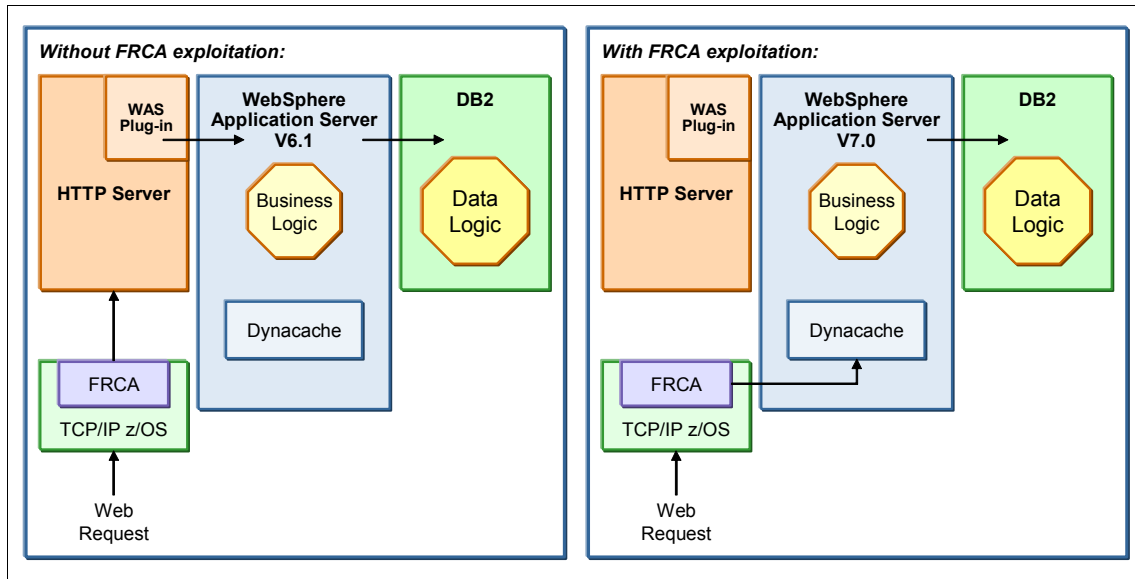 Without FRCA exploitation:
WAS
Plug-in
HTTP Server
WebSphere
Application Server
V6.1
Business
Logic
Dynacache
DB2
Data
Logic
FRCA
TCP/IP z/OS
Web
Request
With FRCA exploitation:
WAS
Plug-in
HTTP Server
WebSphere
Application Server
V7.0
Business
Logic
Dynacache
DB2
Data
Logic
FRCA
TCP/IP z/OS
Web
Request